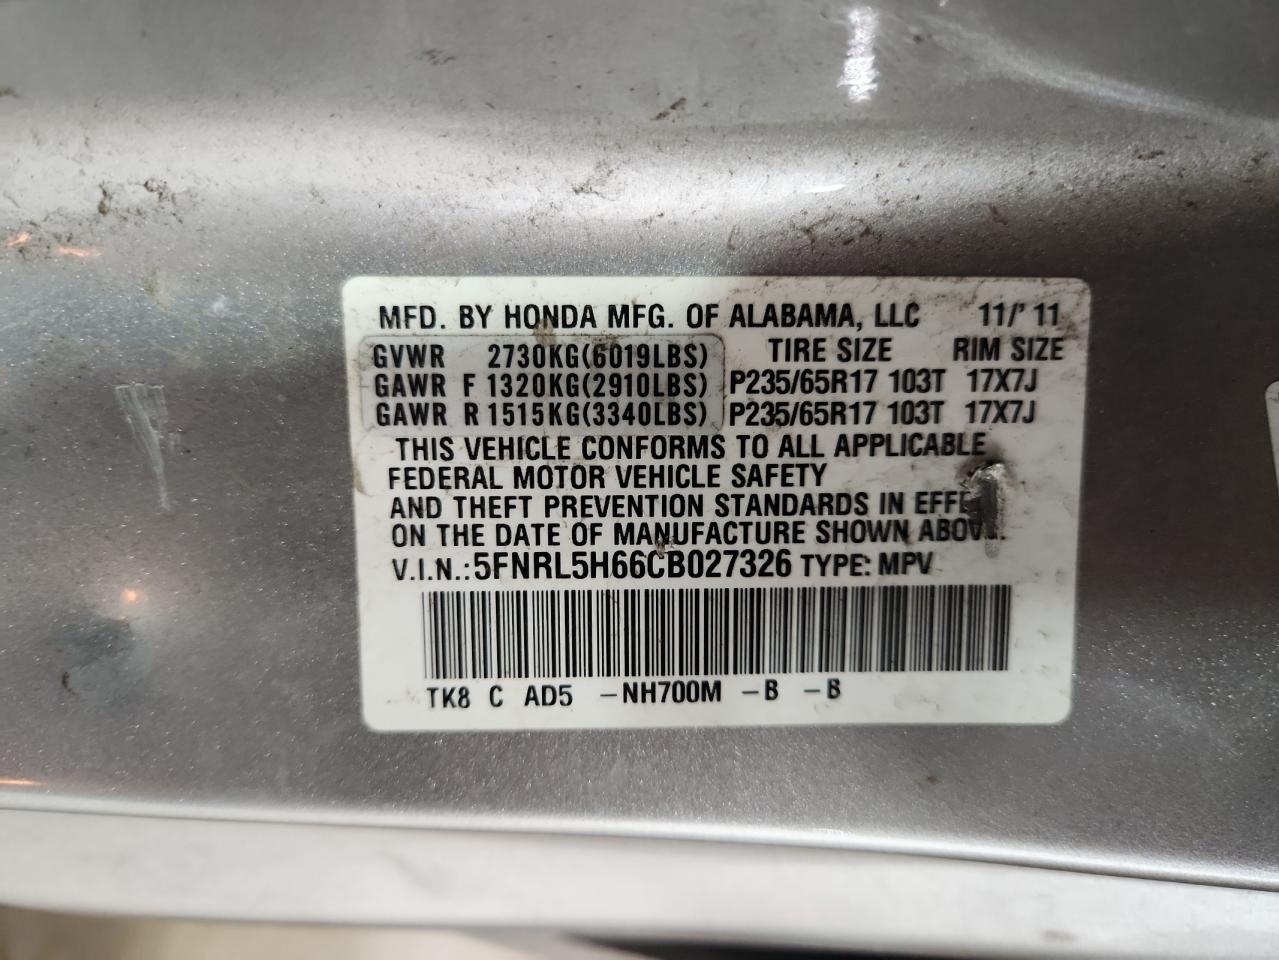 MFD. BY HONDA MFG. OF ALABAMA, LLC 11/'11
GVWR 2730KG(6019LBS) TIRE SIZE RIM SIZE
GAWR F 1320KG(2910LBS) P235/65R17 103T 17X7J
GAWR R 1515KG(3340LBS) P235/65R17 103T 17X7J
THIS VEHICLE CONFORMS TO ALL APPLICABLE
FEDERAL MOTOR VEHICLE SAFETY
AND THEFT PREVENTION STANDARDS IN
ON THE DATE OF MANUFACTURE SHOWN
V.I.N.: 5FNRL5H66CB027326 TYPE: MPV
TK8 C AD5 -NH700M -B -B